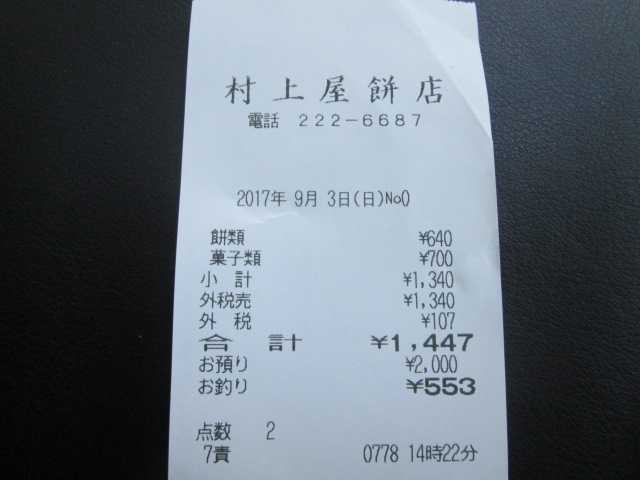 村上屋餅店
電話 222-6687
2017年 9月 3日(日)No0
餅類 ¥640
菓子類 ¥700
小計 ¥1,340
外税売 ¥1,340
外税 ¥107
合計 ¥1,447
お預り ¥2,000
お釣り ¥553
点数 2
7責 0778 14時22分